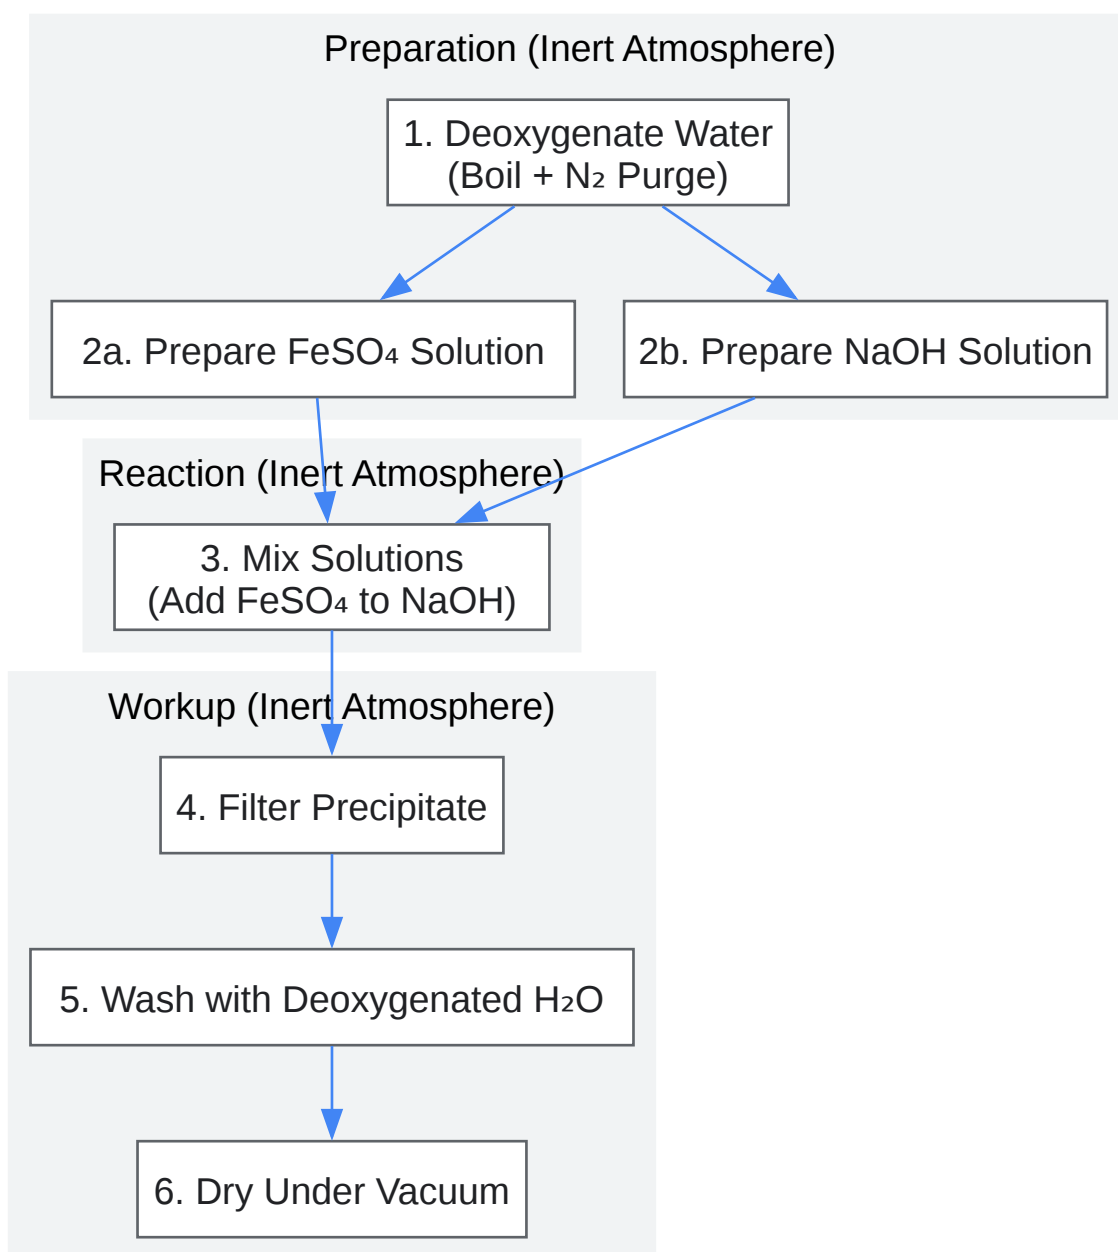 Preparation (Inert Atmosphere)
1. Deoxygenate Water
(Boil + N₂ Purge)
2a. Prepare FeSO₄ Solution
2b. Prepare NaOH Solution
Reaction (Inert Atmosphere)
3. Mix Solutions
(Add FeSO₄ to NaOH)
Workup (Inert Atmosphere)
4. Filter Precipitate
5. Wash with Deoxygenated H₂O
6. Dry Under Vacuum